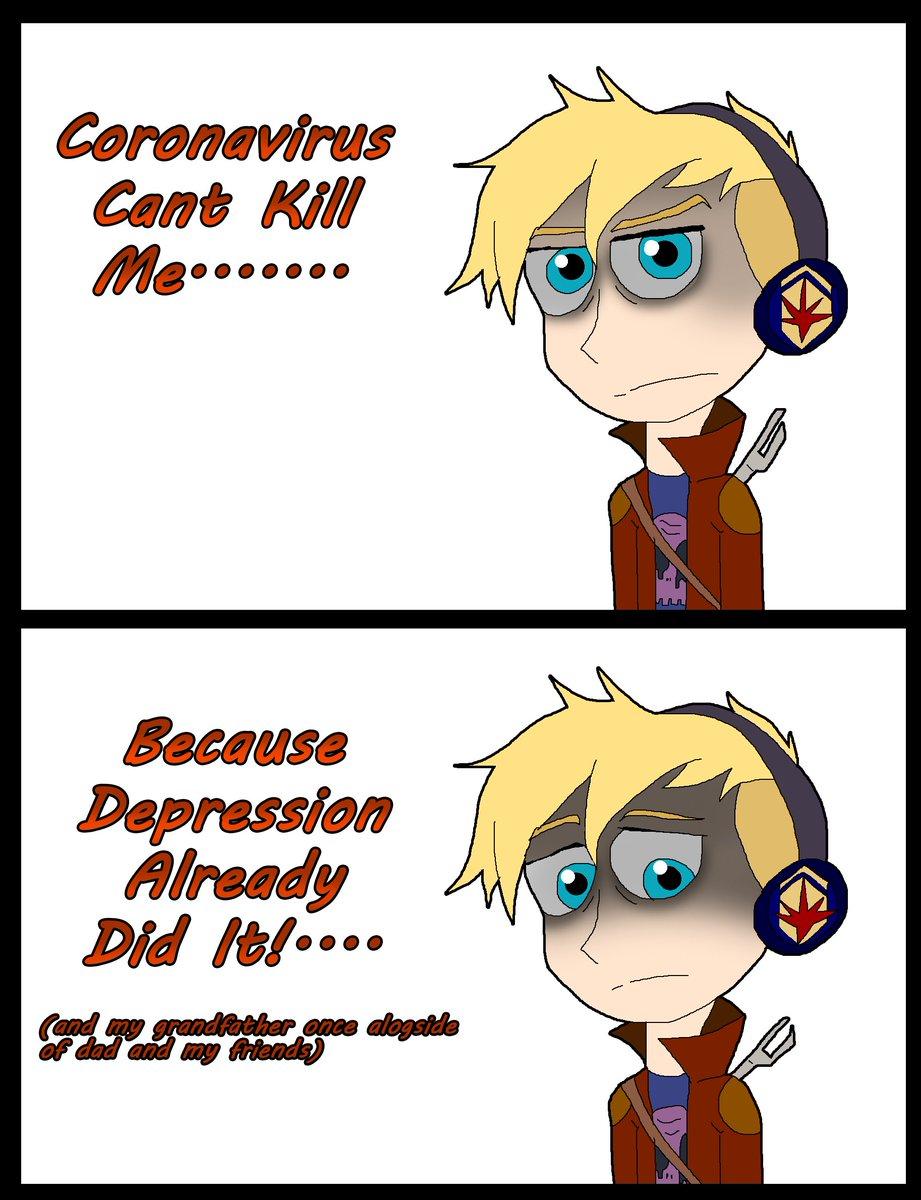 Coronavirus
Cant Kill
Me.......
Because
Depression
Already
Did It!....
(and my grandfather once alogside
of dad and my friends)